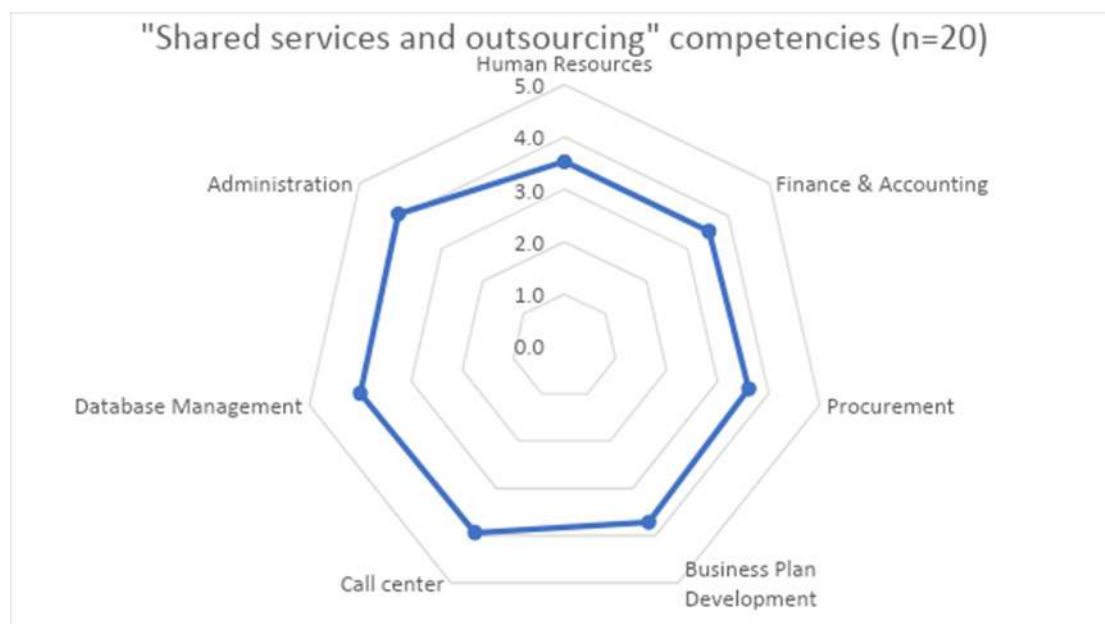 "Shared services and outsourcing" competencies (n=20)
Human Resources
5.0
4.0
3.0
2.0
1.0
0.0
Administration
Finance & Accounting
Database Management
Procurement
Call center
Business Plan
Development